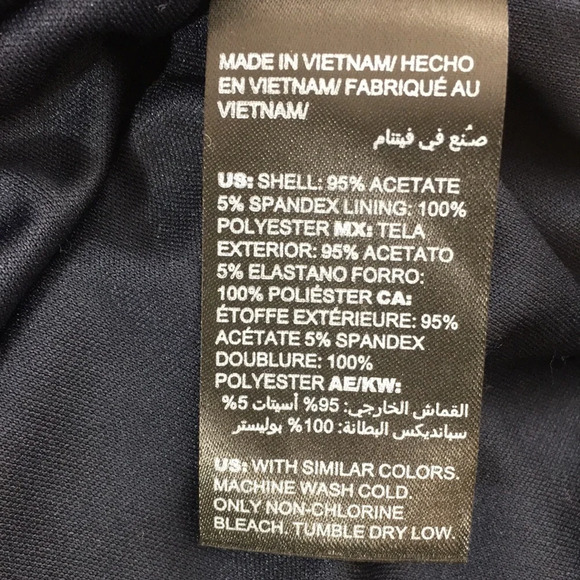 MADE IN VIETNAM/ HECHO
EN VIETNAM/ FABRIQUÉ AU
VIETNAM/
صنع في فيتنام
US: SHELL: 95% ACETATE
5% SPANDEX LINING: 100%
POLYESTER MX: TELA
EXTERIOR: 95% ACETATO
5% ELASTANO FORRO:
100% POLIÉSTER CA:
ÉTOFFE EXTÉRIEURE: 95%
ACÉTATE 5% SPANDEX
DOUBLURE: 100%
POLYESTER AE/KW:
القماش الخارجي: 95% أسيتات 5%
سبانديكس البطانة: 100% بوليستر
US: WITH SIMILAR COLORS.
MACHINE WASH COLD.
ONLY NON-CHLORINE
BLEACH. TUMBLE DRY LOW.